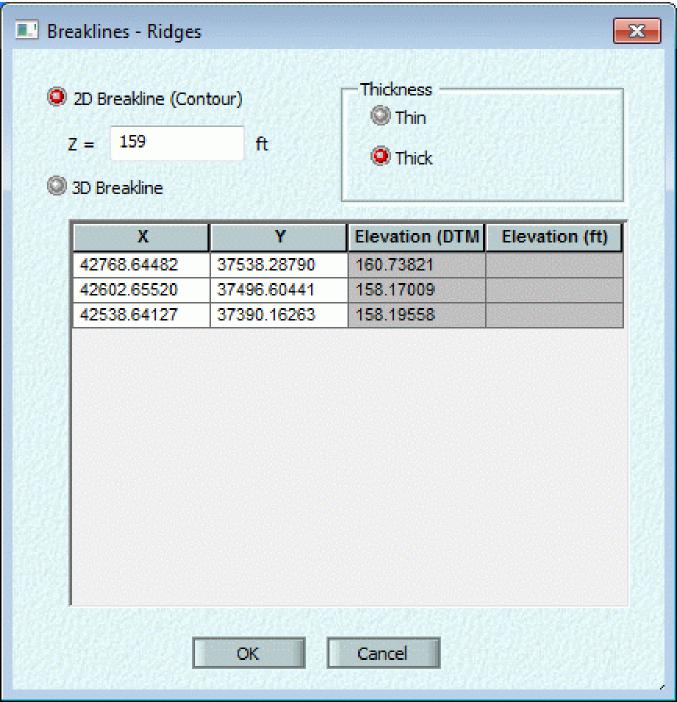 Breaklines - Ridges
2D Breakline (Contour)
Z = 159 ft
3D Breakline
Thickness
Thin
Thick
X Y Elevation (DTM Elevation (ft)
42768.64482 37538.28790 160.73821
42602.65520 37496.60441 158.17009
42538.64127 37390.16263 158.19558
OK Cancel